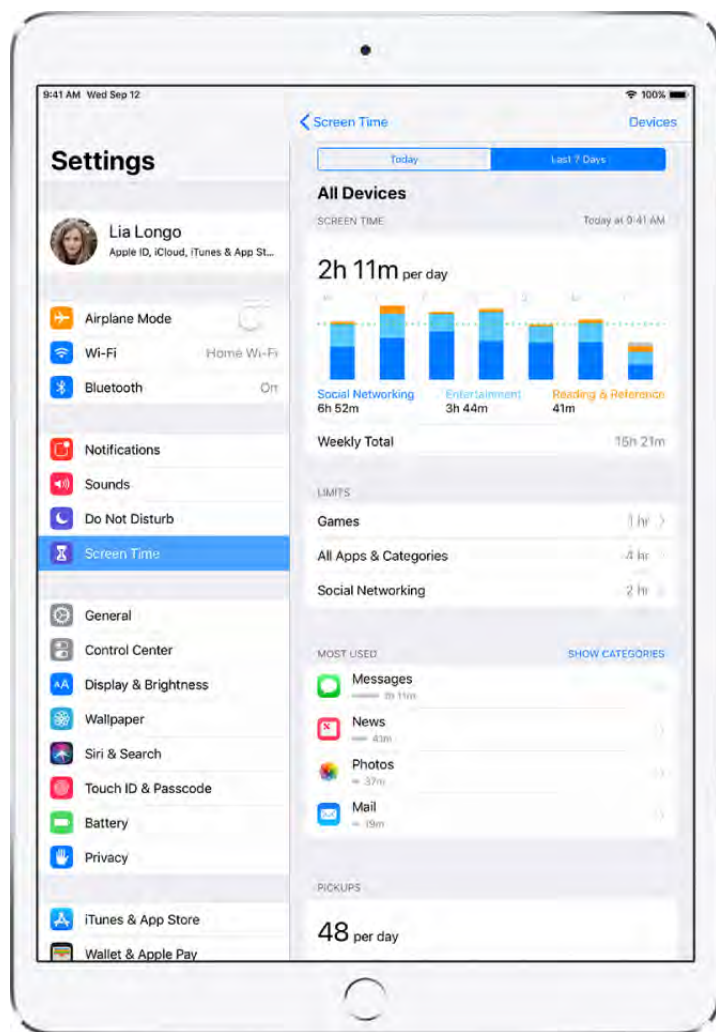 9:41 AM Wed Sep 12
100%
Settings
Lia Longo
Apple ID, iCloud, iTunes & App St...
Airplane Mode
Wi-Fi
Home Wi-Fi
Bluetooth
On
Notifications
Sounds
Do Not Disturb
Screen Time
General
Control Center
AA
Display & Brightness
Wallpaper
Siri & Search
Touch ID & Passcode
Battery
Privacy
iTunes & App Store
Wallet & Apple Pay
Screen Time
Devices
Today
Last 7 Days
All Devices
SCREEN TIME
Today at 9:41 AM
2h 11m per day
Social Networking
Entertainment
Reading & Reference
6h 52m
3h 44m
41m
Weekly Total
15h 21m
LIMITS
Games
1 hr
All Apps & Categories
4 hr
Social Networking
2 hr
MOST USED
SHOW CATEGORIES
Messages
2h 11m
News
41m
Photos
37m
Mail
19m
PICKUPS
48 per day